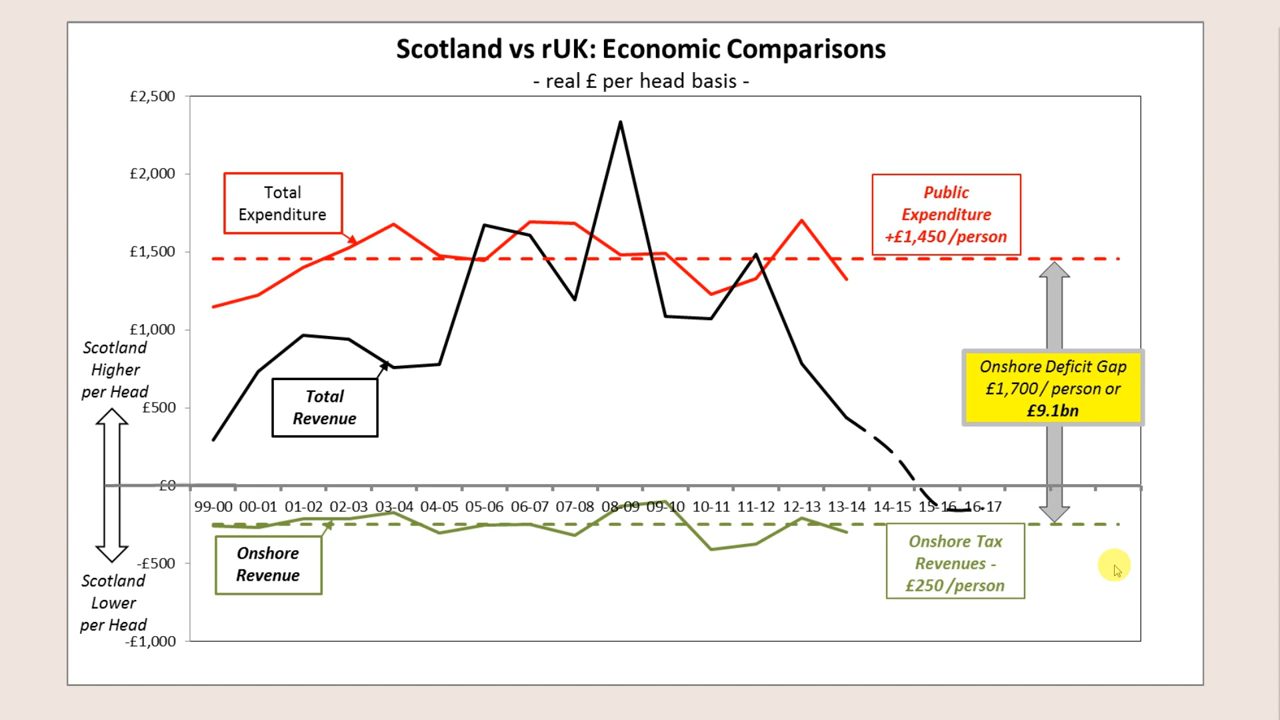 Scotland vs rUK: Economic Comparisons
- real £ per head basis -
£2,500
£2,000
£1,500
£1,000
£500
£0
-£500
-£1,000
Scotland
Higher
per Head
Scotland
Lower
per Head
Total
Expenditure
Total
Revenue
Onshore
Revenue
Public
Expenditure
+£1,450 /person
Onshore Deficit Gap
£1,700 / person or
£9.1bn
99-00 00-01 01-02 02-03 03-04 04-05 05-06 06-07 07-08 08-09 09-10 10-11 11-12 12-13 13-14 14-15 15-16 16-17
Onshore Tax
Revenues -
£250 /person